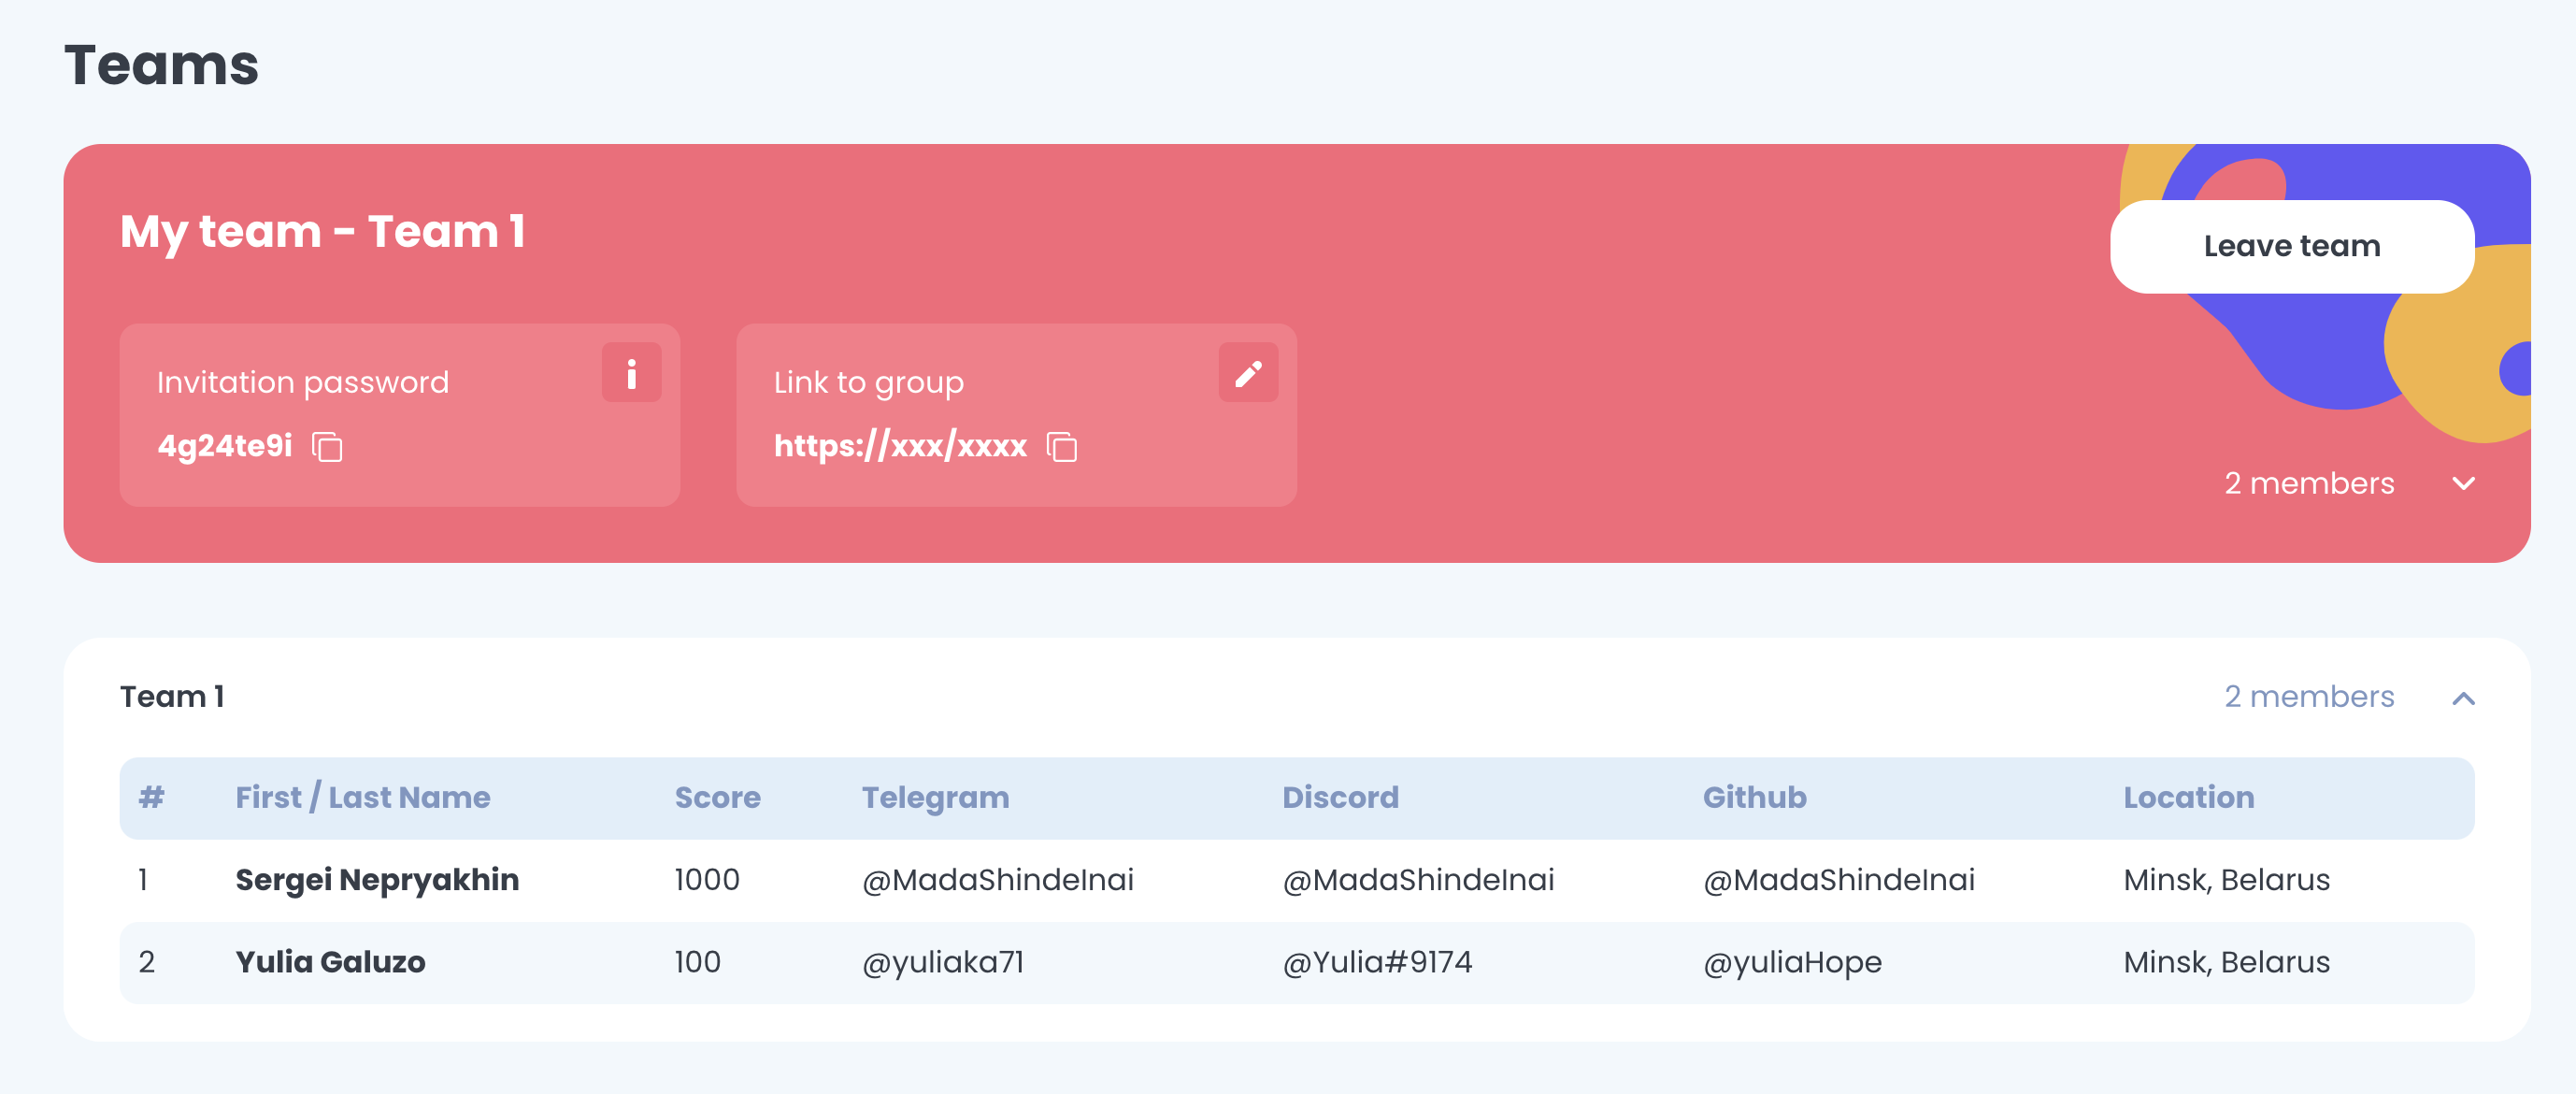 Teams
My team - Team 1
Leave team
Invitation password
4g24te9i
Link to group
https://xxx/xxxx
2 members
Team 1
2 members
# First / Last Name Score Telegram Discord Github Location
1 Sergei Nepryakhin 1000 @MadaShindeInai @MadaShindeInai @MadaShindeInai Minsk, Belarus
2 Yulia Galuzo 100 @yuliaka71 @Yulia#9174 @yuliaHope Minsk, Belarus